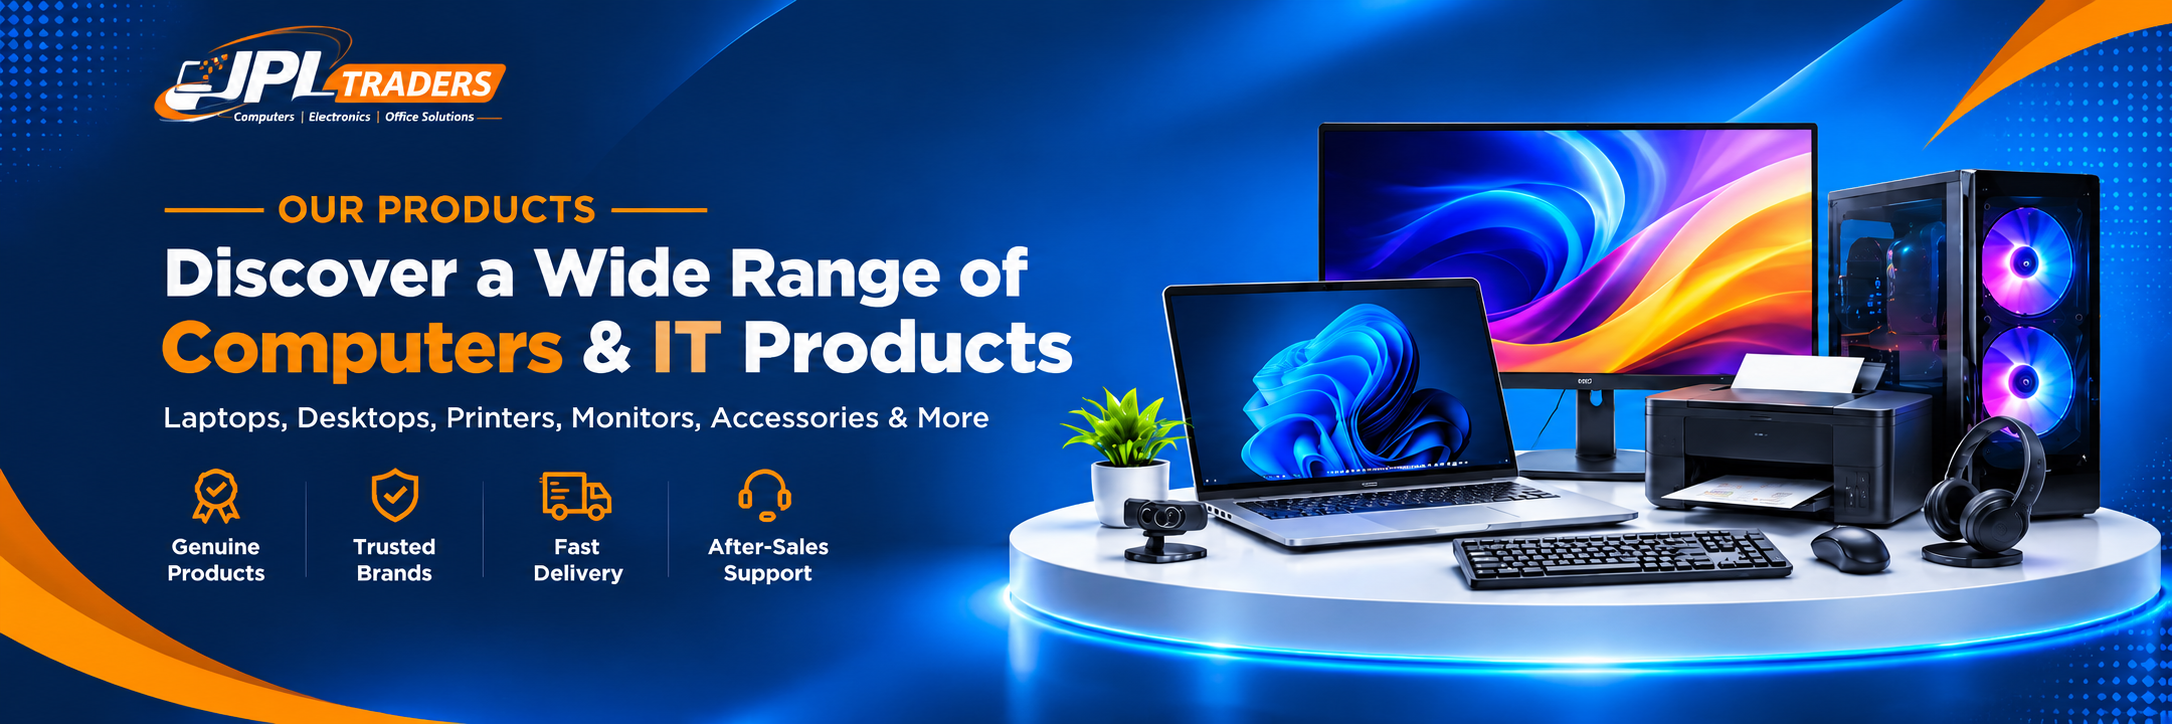 JPL TRADERS
Computers | Electronics | Office Solutions
OUR PRODUCTS
Discover a Wide Range of
Computers & IT Products
Laptops, Desktops, Printers, Monitors, Accessories & More
Genuine
Products
Trusted
Brands
Fast
Delivery
After-Sales
Support